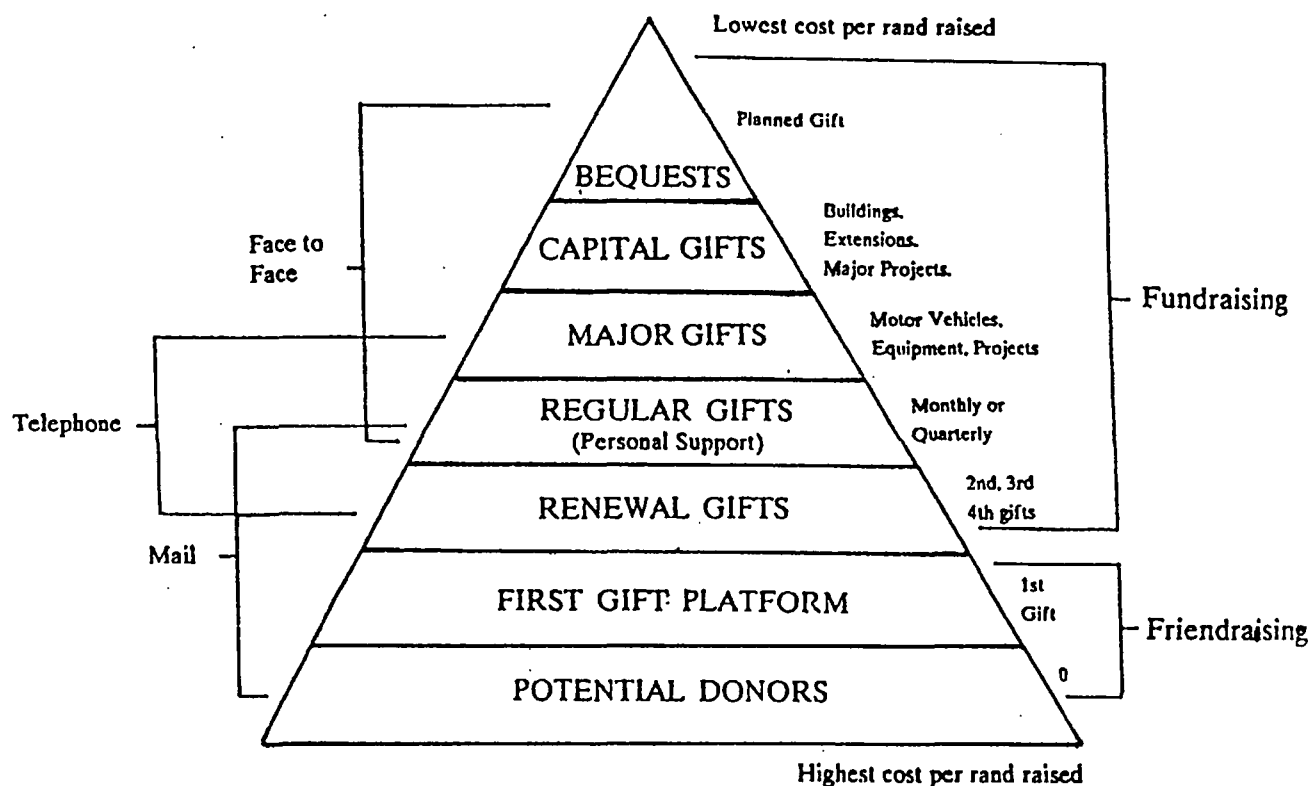 Lowest cost per rand raised
Planned Gift
BEQUESTS
Buildings.
Extensions.
Major Projects.
CAPITAL GIFTS
Face to
Face
Fundraising
Motor Vehicles,
Equipment, Projects
MAJOR GIFTS
REGULAR GIFTS
(Personal Support)
Monthly or
Quarterly
Telephone
2nd, 3rd
4th gifts
RENEWAL GIFTS
Mail
FIRST GIFT PLATFORM
1st
Gift
Friendraising
0
POTENTIAL DONORS
Highest cost per rand raised